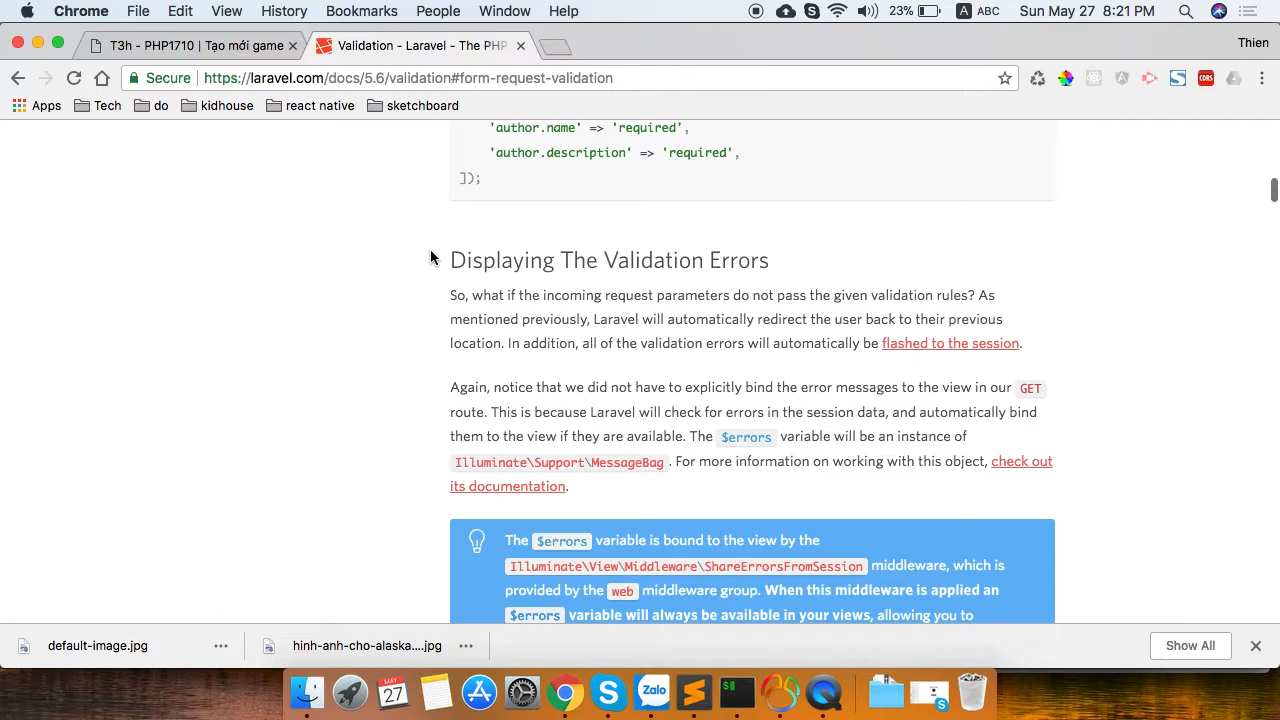 Chrome File Edit View History Bookmarks People Window Help 23% A ABC Sun May 27 8:21 PM
T3h - PHP1710 | Tạo mới game Validation - Laravel - The PHP Thien
Secure https://laravel.com/docs/5.6/validation#form-request-validation CORS
Apps Tech do kidhouse react native sketchboard
'author.name' => 'required',
'author.description' => 'required',
]);
Displaying The Validation Errors
So, what if the incoming request parameters do not pass the given validation rules? As
mentioned previously, Laravel will automatically redirect the user back to their previous
location. In addition, all of the validation errors will automatically be flashed to the session.
Again, notice that we did not have to explicitly bind the error messages to the view in our GET
route. This is because Laravel will check for errors in the session data, and automatically bind
them to the view if they are available. The $errors variable will be an instance of
Illuminate\Support\MessageBag . For more information on working with this object, check out
its documentation.
The $errors variable is bound to the view by the
Illuminate\View\Middleware\ShareErrorsFromSession middleware, which is
provided by the web middleware group. When this middleware is applied an
$errors variable will always be available in your views, allowing you to
default-image.jpg hinh-anh-cho-alaska....jpg Show All
MAY
27 Zalo